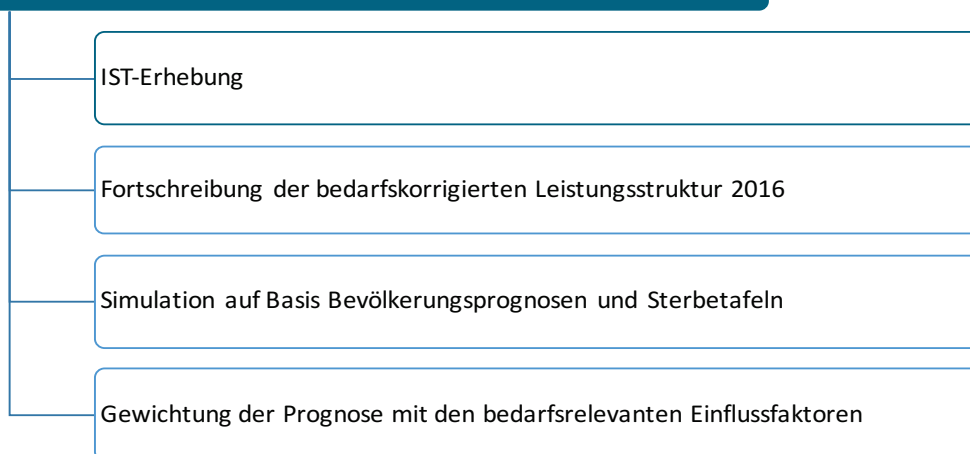 IST-Erhebung
Fortschreibung der bedarfskorrigierten Leistungsstruktur 2016
Simulation auf Basis Bevölkerungsprognosen und Sterbetafeln
Gewichtung der Prognose mit den bedarfsrelevanten Einflussfaktoren